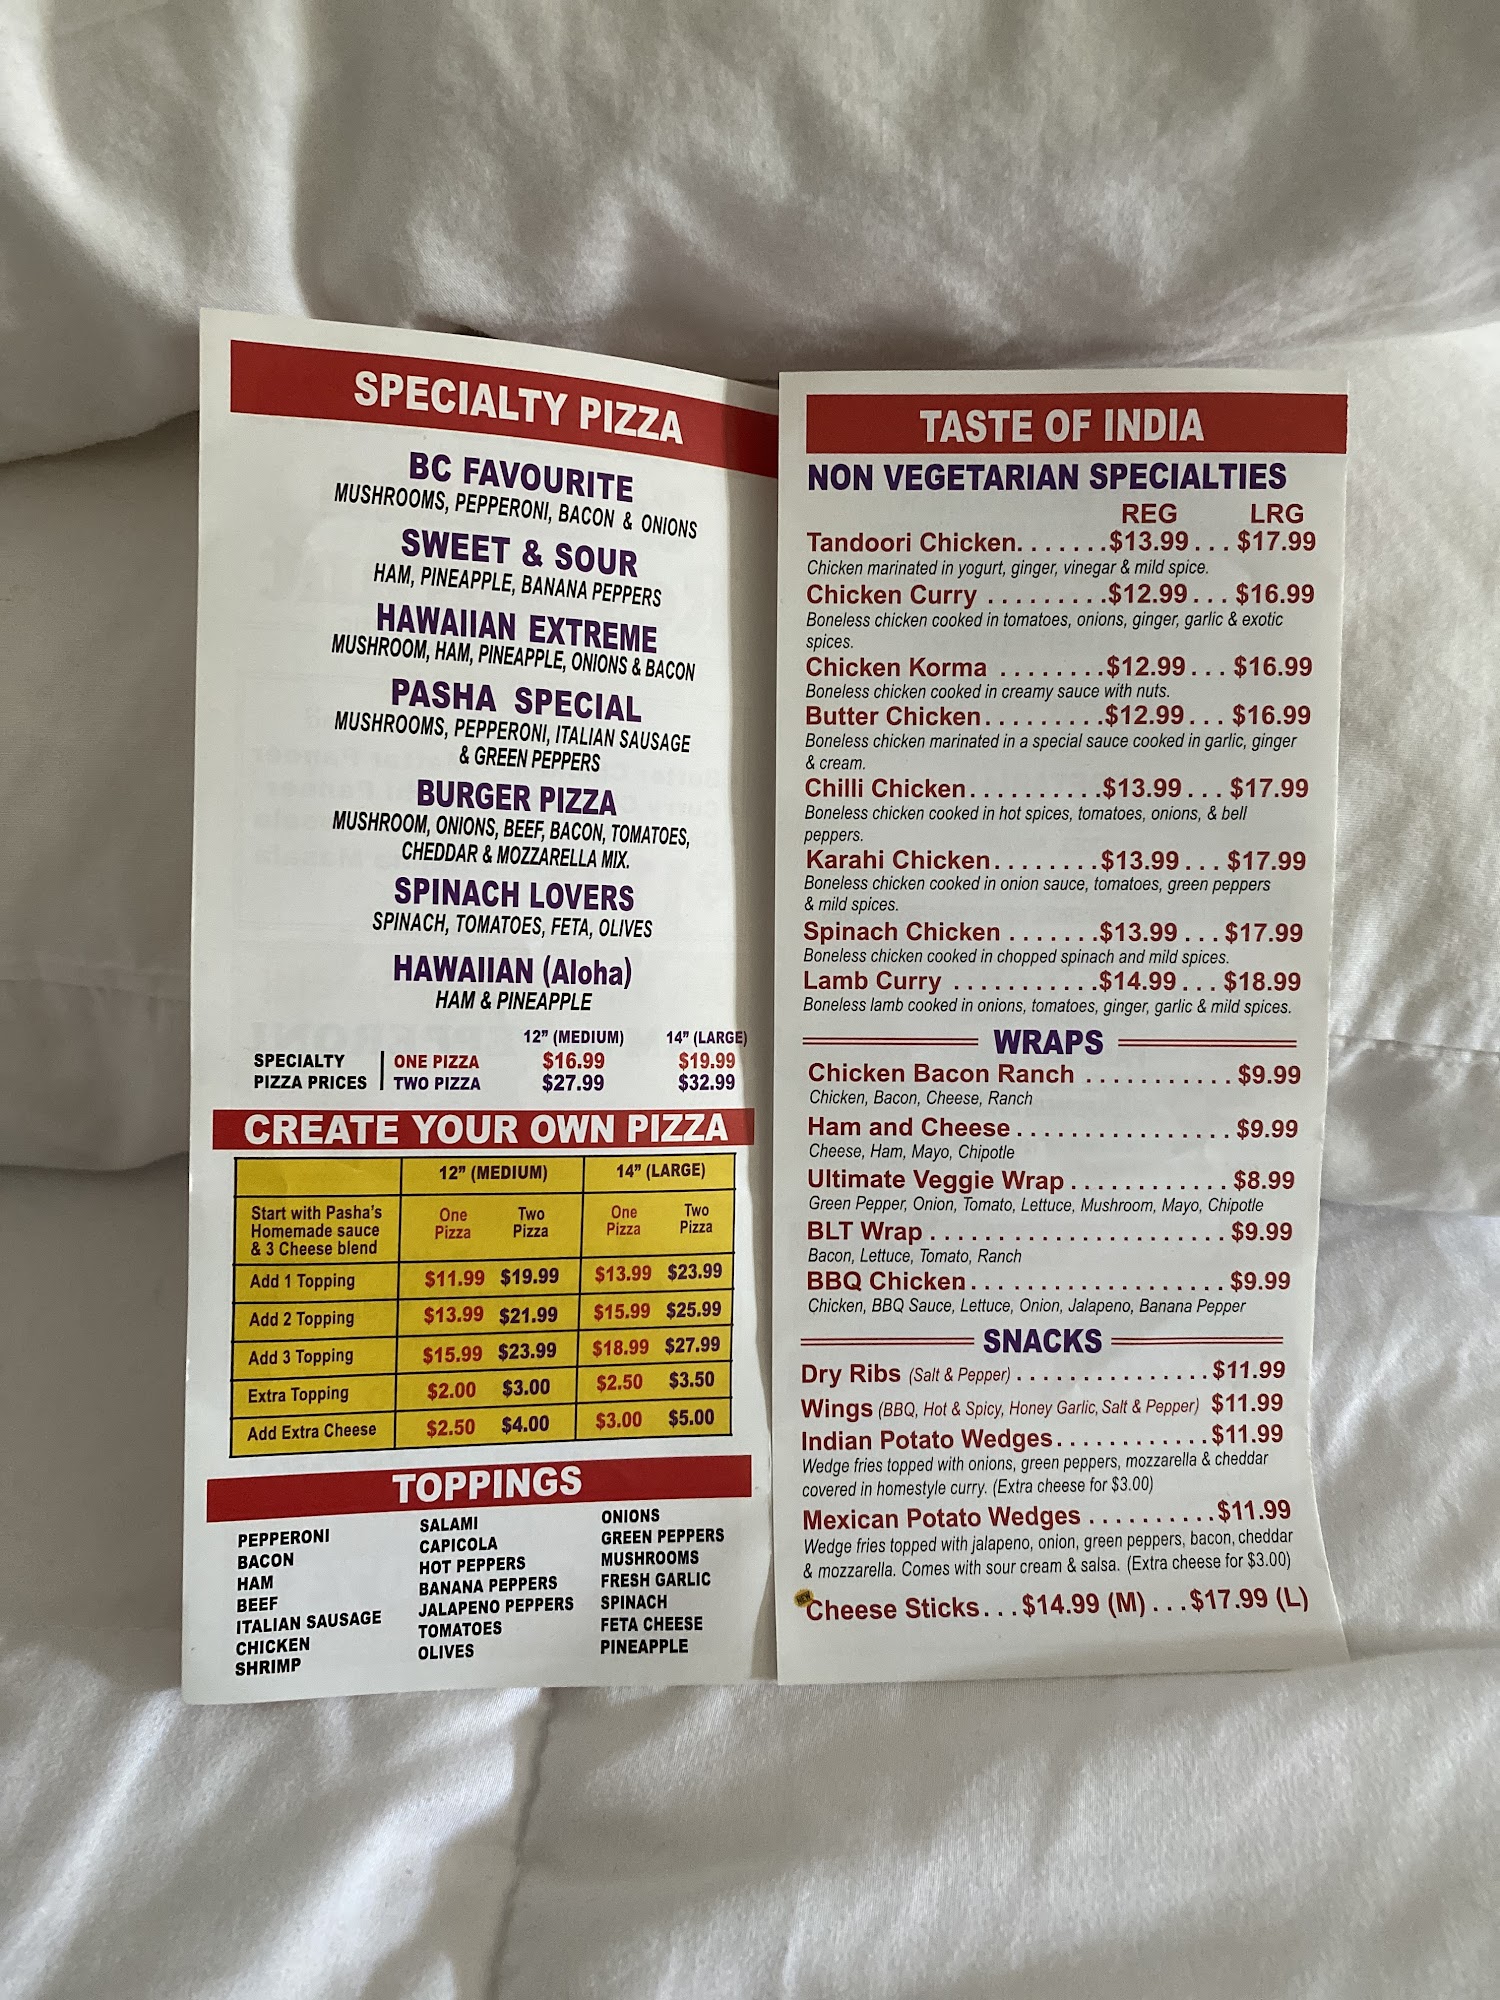 SPECIALTY PIZZA
BC FAVOURITE
MUSHROOMS, PEPPERONI, BACON & ONIONS
SWEET & SOUR
HAM, PINEAPPLE, BANANA PEPPERS
HAWAIIAN EXTREME
MUSHROOM, HAM, PINEAPPLE, ONIONS & BACON
PASHA SPECIAL
MUSHROOMS, PEPPERONI, ITALIAN SAUSAGE
& GREEN PEPPERS
BURGER PIZZA
MUSHROOM, ONIONS, BEEF, BACON, TOMATOES,
CHEDDAR & MOZZARELLA MIX.
SPINACH LOVERS
SPINACH, TOMATOES, FETA, OLIVES
HAWAIIAN (Aloha)
HAM & PINEAPPLE
12" (MEDIUM) 14" (LARGE)
SPECIALTY ONE PIZZA $16.99 $19.99
PIZZA PRICES TWO PIZZA $27.99 $32.99
CREATE YOUR OWN PIZZA
12" (MEDIUM) 14" (LARGE)
Start with Pasha's
Homemade sauce
& 3 Cheese blend
One Pizza Two Pizza One Pizza Two Pizza
Add 1 Topping $11.99 $19.99 $13.99 $23.99
Add 2 Topping $13.99 $21.99 $15.99 $25.99
Add 3 Topping $15.99 $23.99 $18.99 $27.99
Extra Topping $2.00 $3.00 $2.50 $3.50
Add Extra Cheese $2.50 $4.00 $3.00 $5.00
TOPPINGS
PEPPERONI
BACON
HAM
BEEF
ITALIAN SAUSAGE
CHICKEN
SHRIMP
SALAMI
CAPICOLA
HOT PEPPERS
BANANA PEPPERS
JALAPENO PEPPERS
TOMATOES
OLIVES
ONIONS
GREEN PEPPERS
MUSHROOMS
FRESH GARLIC
SPINACH
FETA CHEESE
PINEAPPLE
TASTE OF INDIA
NON VEGETARIAN SPECIALTIES
REG LRG
Tandoori Chicken.......$13.99... $17.99
Chicken marinated in yogurt, ginger, vinegar & mild spice.
Chicken Curry .........$12.99... $16.99
Boneless chicken cooked in tomatoes, onions, ginger, garlic & exotic
spices.
Chicken Korma ........$12.99... $16.99
Boneless chicken cooked in creamy sauce with nuts.
Butter Chicken.........$12.99... $16.99
Boneless chicken marinated in a special sauce cooked in garlic, ginger
& cream.
Chilli Chicken..........$13.99... $17.99
Boneless chicken cooked in hot spices, tomatoes, onions, & bell
peppers.
Karahi Chicken........$13.99... $17.99
Boneless chicken cooked in onion sauce, tomatoes, green peppers
& mild spices.
Spinach Chicken .......$13.99... $17.99
Boneless chicken cooked in chopped spinach and mild spices.
Lamb Curry ...........$14.99... $18.99
Boneless lamb cooked in onions, tomatoes, ginger, garlic & mild spices.
WRAPS
Chicken Bacon Ranch ...........$9.99
Chicken, Bacon, Cheese, Ranch
Ham and Cheese................$9.99
Cheese, Ham, Mayo, Chipotle
Ultimate Veggie Wrap............$8.99
Green Pepper, Onion, Tomato, Lettuce, Mushroom, Mayo, Chipotle
BLT Wrap......................$9.99
Bacon, Lettuce, Tomato, Ranch
BBQ Chicken...................$9.99
Chicken, BBQ Sauce, Lettuce, Onion, Jalapeno, Banana Pepper
SNACKS
Dry Ribs (Salt & Pepper)...............$11.99
Wings (BBQ, Hot & Spicy, Honey Garlic, Salt & Pepper) $11.99
Indian Potato Wedges............$11.99
Wedge fries topped with onions, green peppers, mozzarella & cheddar
covered in homestyle curry. (Extra cheese for $3.00)
Mexican Potato Wedges ..........$11.99
Wedge fries topped with jalapeno, onion, green peppers, bacon, cheddar
& mozzarella. Comes with sour cream & salsa. (Extra cheese for $3.00)
NEW
Cheese Sticks...$14.99 (M)...$17.99 (L)